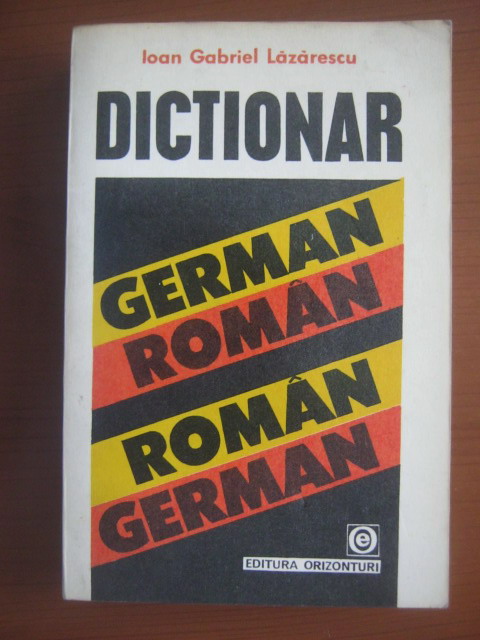 Ioan Gabriel Lăzărescu
DICTIONAR
GERMAN
ROMÂN
ROMÂN
GERMAN
e
EDITURA ORIZONTURI